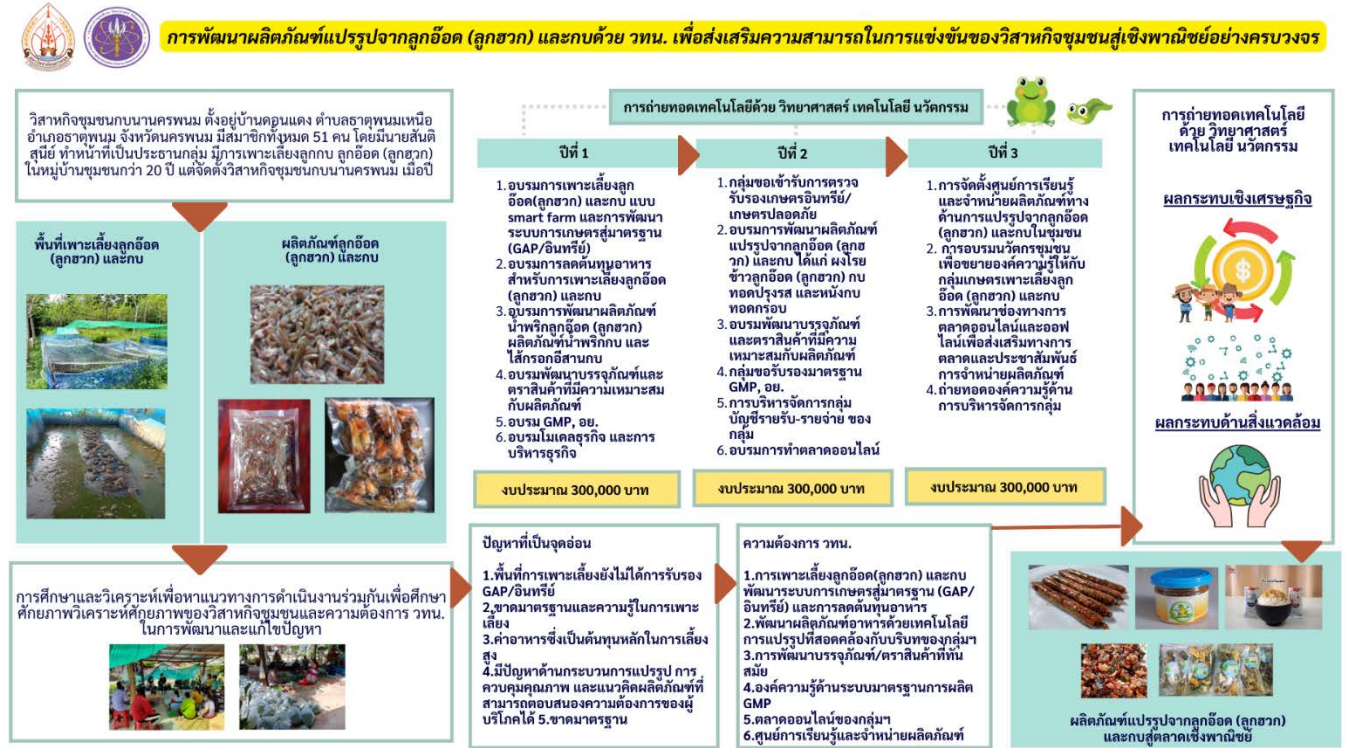 การพัฒนาผลิตภัณฑ์แปรรูปจากลูกอ๊อด (ลูกฮวก) และกบด้วย วทน. เพื่อส่งเสริมความสามารถในการแข่งขันของวิสาหกิจชุมชนสู่เชิงพาณิชย์อย่างครบวงจร
วิสาหกิจชุมชนกบนานครพนม ตั้งอยู่บ้านดอนแดง ตำบลธาตุพนมเหนือ
อำเภอธาตุพนม จังหวัดนครพนม มีสมาชิกทั้งหมด 51 คน โดยมีนายสันติ
สุนีย์ ทำหน้าที่เป็นประธานกลุ่ม มีการเพาะเลี้ยงลูกกบ ลูกอ๊อด (ลูกฮวก)
ในหมู่บ้านชุมชนกว่า 20 ปี แต่จัดตั้งวิสาหกิจชุมชนกบนานครพนม เมื่อปี
พื้นที่เพาะเลี้ยงลูกอ๊อด
(ลูกฮวก) และกบ
ผลิตภัณฑ์ลูกอ๊อด
(ลูกฮวก) และกบ
การศึกษาและวิเคราะห์เพื่อหาแนวทางการดำเนินงานร่วมกันเพื่อศึกษา
ศักยภาพวิเคราะห์ศักยภาพของวิสาหกิจชุมชนและความต้องการ วทน.
ในการพัฒนาและแก้ไขปัญหา
การถ่ายทอดเทคโนโลยีด้วย วิทยาศาสตร์ เทคโนโลยี นวัตกรรม
ปีที่ 1
1. อบรมการเพาะเลี้ยงลูก
อ๊อด(ลูกฮวก) และกบ แบบ
smart farm และการพัฒนา
ระบบการเกษตรสู่มาตรฐาน
(GAP/อินทรีย์)
2. อบรมการลดต้นทุนอาหาร
สำหรับการเพาะเลี้ยงลูกอ๊อด
(ลูกฮวก) และกบ
3. อบรมการพัฒนาผลิตภัณฑ์
น้ำพริกลูกอ๊อด (ลูกฮวก)
ผลิตภัณฑ์น้ำพริกกบ และ
ไส้กรอกอีสานกบ
4. อบรมพัฒนาบรรจุภัณฑ์และ
ตราสินค้าที่มีความเหมาะสม
กับผลิตภัณฑ์
5. อบรม GMP, อย.
6. อบรมโมเดลธุรกิจ และการ
บริหารธุรกิจ
งบประมาณ 300,000 บาท
ปีที่ 2
1. กลุ่มขอเข้ารับการตรวจ
รับรองเกษตรอินทรีย์/
เกษตรปลอดภัย
2. อบรมการพัฒนาผลิตภัณฑ์
แปรรูปจากลูกอ๊อด (ลูกฮ
วก) และกบ ได้แก่ ผงโรย
ข้าวลูกอ๊อด (ลูกฮวก) กบ
ทอดปรุงรส และหนังกบ
ทอดกรอบ
3. อบรมพัฒนาบรรจุภัณฑ์
และตราสินค้าที่มีความ
เหมาะสมกับผลิตภัณฑ์
4. กลุ่มขอรับรองมาตรฐาน
GMP, อย.
5. การบริหารจัดการกลุ่ม
บัญชีรายรับ-รายจ่าย ของ
กลุ่ม
6. อบรมการทำตลาดออนไลน์
งบประมาณ 300,000 บาท
ปีที่ 3
1. การจัดตั้งศูนย์การเรียนรู้
และจำหน่ายผลิตภัณฑ์ทาง
ด้านการแปรรูปจากลูกอ๊อด
(ลูกฮวก) และกบในชุมชน
2. การอบรมนวัตกรชุมชน
เพื่อขยายองค์ความรู้ให้กับ
กลุ่มเกษตรเพาะเลี้ยงลูก
อ๊อด (ลูกฮวก) และกบ
3. การพัฒนาช่องทางการ
ตลาดออนไลน์และออฟ
ไลน์เพื่อส่งเสริมทางการ
ตลาดและประชาสัมพันธ์
การจำหน่ายผลิตภัณฑ์
4. ถ่ายทอดองค์ความรู้ด้าน
การบริหารจัดการกลุ่ม
งบประมาณ 300,000 บาท
ปัญหาที่เป็นจุดอ่อน
1.พื้นที่การเพาะเลี้ยงยังไม่ได้การรับรอง
GAP/อินทรีย์
2.ขาดมาตรฐานและความรู้ในการเพาะ
เลี้ยง
3.ค่าอาหารซึ่งเป็นต้นทุนหลักในการเลี้ยง
สูง
4.มีปัญหาด้านกระบวนการแปรรูป การ
ควบคุมคุณภาพ และแนวคิดผลิตภัณฑ์ที่
สามารถตอบสนองความต้องการของผู้
บริโภคได้ 5.ขาดมาตรฐาน
ความต้องการ วทน.
1.การเพาะเลี้ยงลูกอ๊อด(ลูกฮวก) และกบ
พัฒนาระบบการเกษตรสู่มาตรฐาน (GAP/
อินทรีย์) และการลดต้นทุนอาหาร
2.พัฒนาผลิตภัณฑ์อาหารด้วยเทคโนโลยี
การแปรรูปที่สอดคล้องกับบริบทของกลุ่มฯ
3.การพัฒนาบรรจุภัณฑ์/ตราสินค้าที่ทัน
สมัย
4.องค์ความรู้ด้านระบบมาตรฐานการผลิต
GMP
5.ตลาดออนไลน์ของกลุ่มฯ
6.ศูนย์การเรียนรู้และจำหน่ายผลิตภัณฑ์
การถ่ายทอดเทคโนโลยี
ด้วย วิทยาศาสตร์
เทคโนโลยี นวัตกรรม
ผลกระทบเชิงเศรษฐกิจ
ผลกระทบด้านสิ่งแวดล้อม
ผลิตภัณฑ์แปรรูปจากลูกอ๊อด (ลูกฮวก)
และกบสู่ตลาดเชิงพาณิชย์